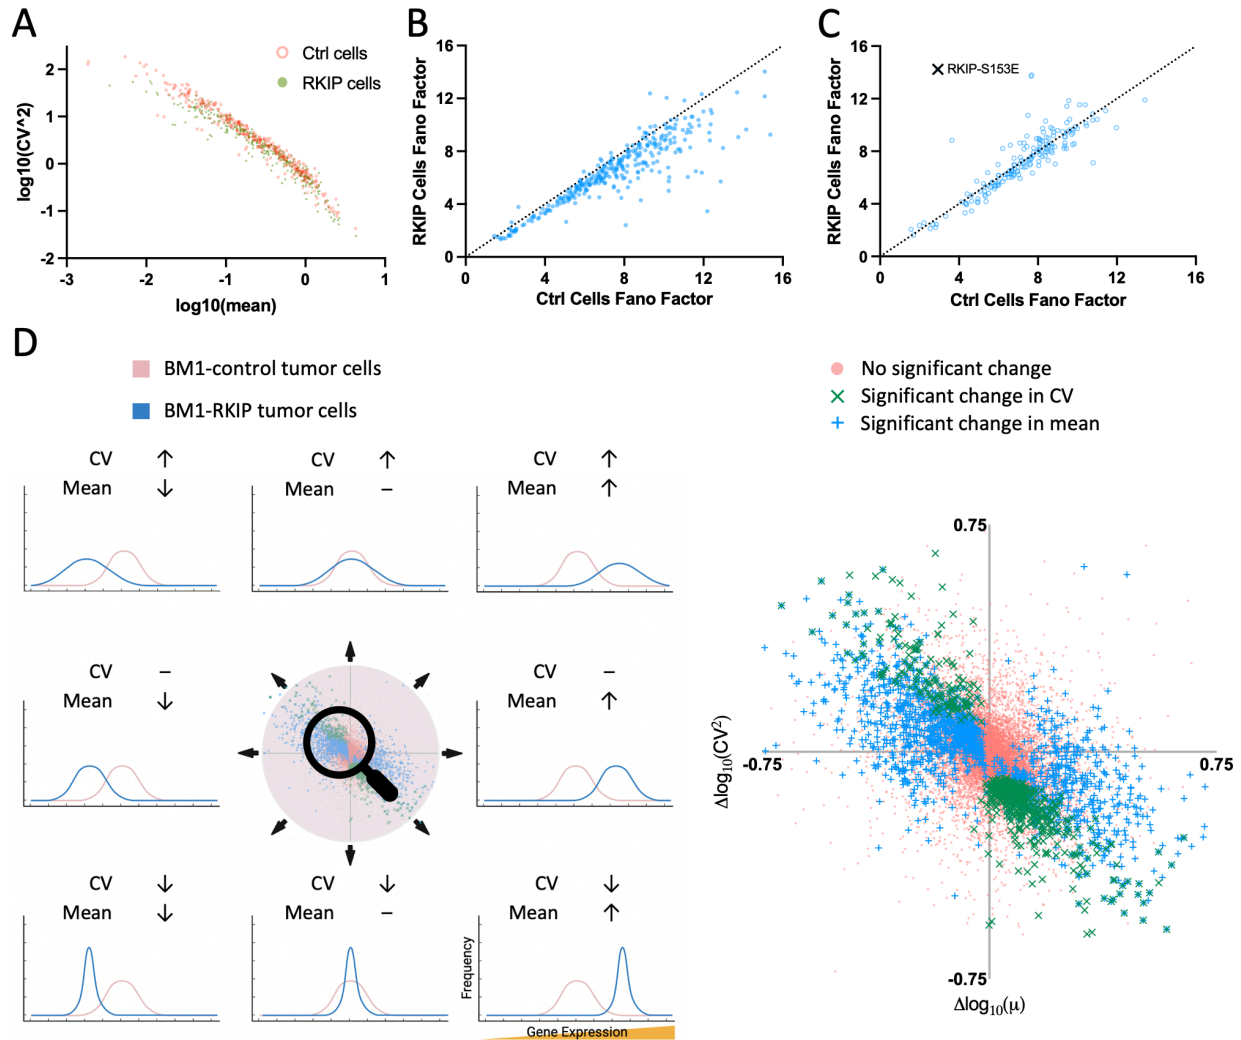 A
Ctrl cells
RKIP cells
log10(CV^2)
2
1
0
-1
-2
-3
-2
-1
0
1
log10(mean)
B
RKIP Cells Fano Factor
16
12
8
4
0
0
4
8
12
16
Ctrl Cells Fano Factor
C
RKIP-S153E
RKIP Cells Fano Factor
16
12
8
4
0
0
4
8
12
16
Ctrl Cells Fano Factor
D
BM1-control tumor cells
BM1-RKIP tumor cells
CV ↑
Mean ↓
CV ↑
Mean –
CV ↑
Mean ↑
CV –
Mean ↓
CV –
Mean ↑
CV ↓
Mean ↓
CV ↓
Mean –
CV ↓
Mean ↑
Frequency
Gene Expression
No significant change
Significant change in CV
Significant change in mean
0.75
-0.75
0.75
-0.75
Δlog₁₀(CV²)
Δlog₁₀(μ)